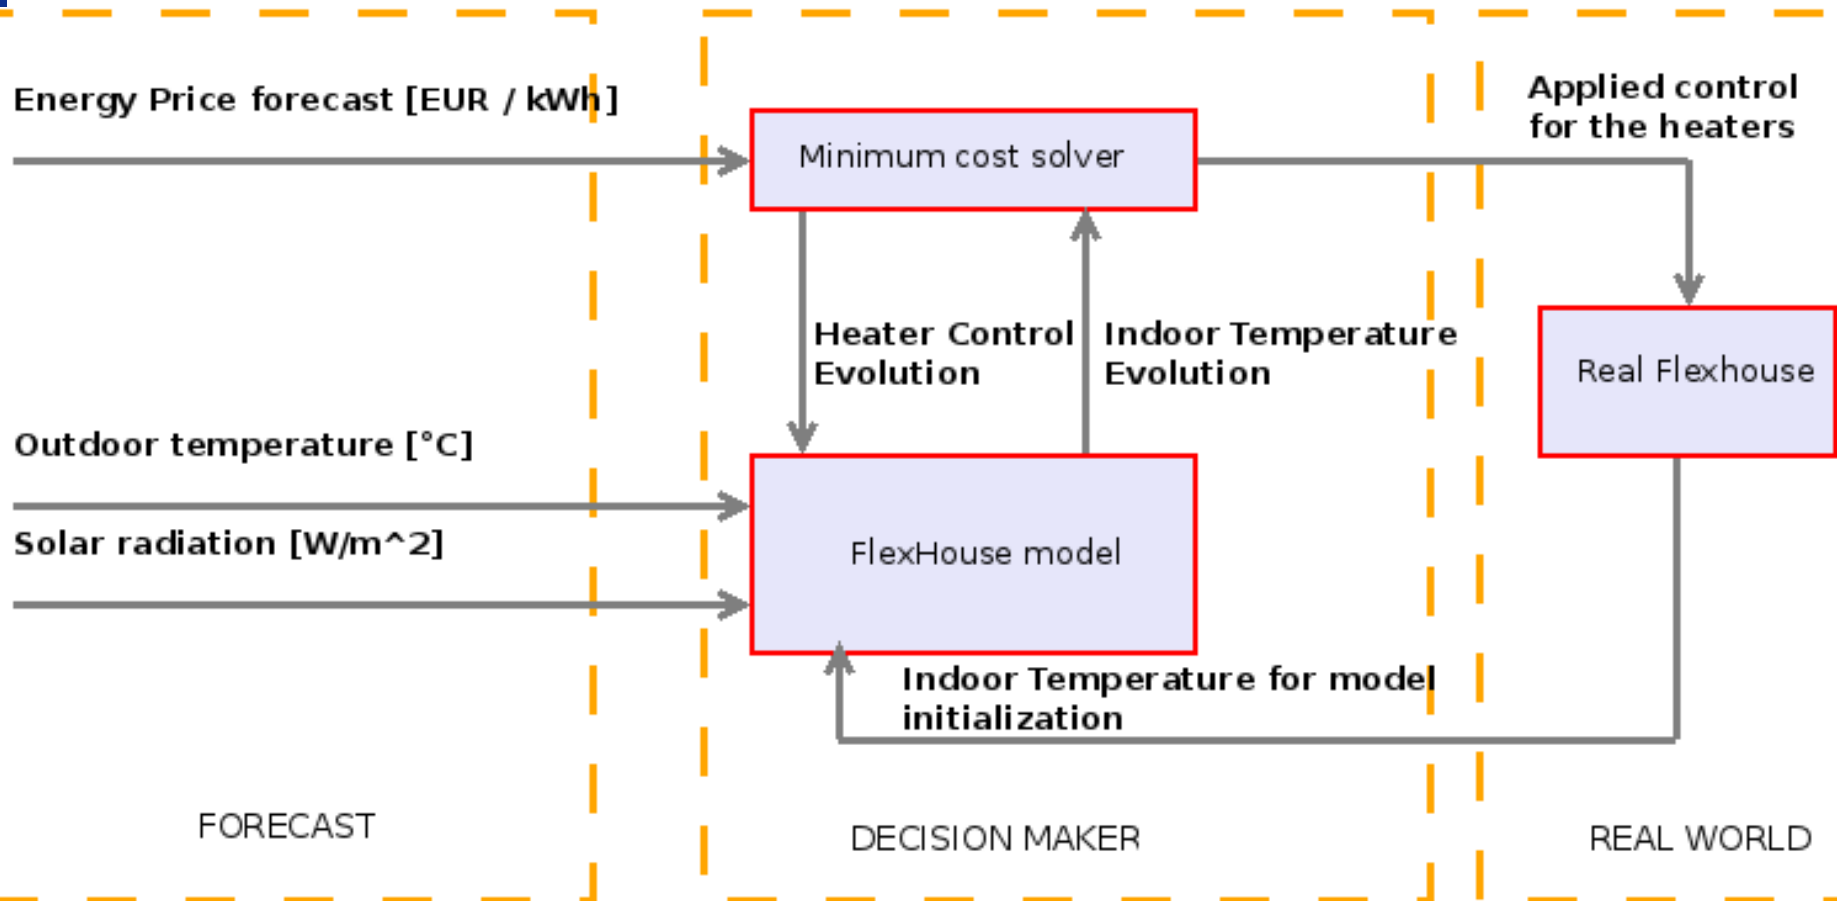 Energy Price forecast [EUR / kWh]
Minimum cost solver
Applied control
for the heaters
Heater Control
Evolution
Indoor Temperature
Evolution
Real Flexhouse
Outdoor temperature [°C]
Solar radiation [W/m^2]
FlexHouse model
Indoor Temperature for model
initialization
FORECAST
DECISION MAKER
REAL WORLD